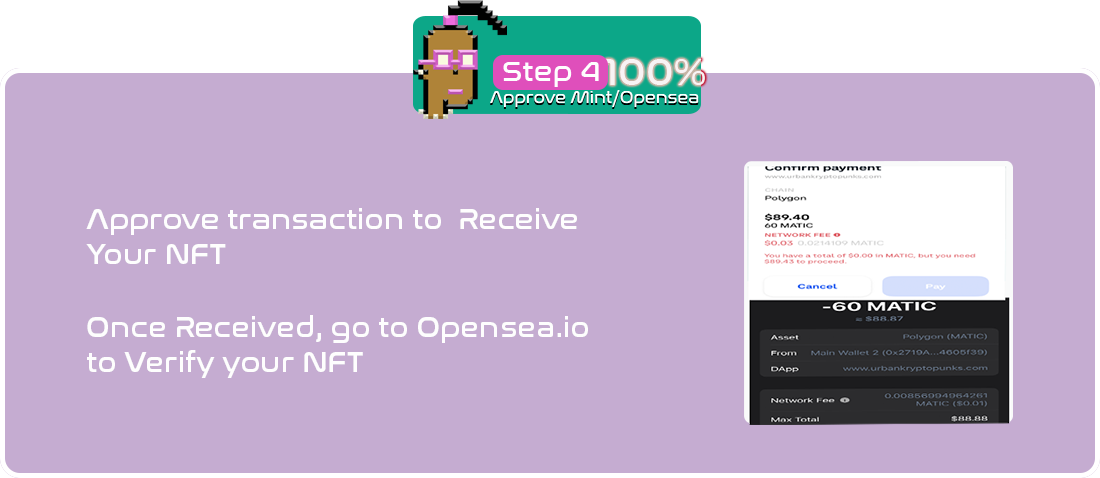 Step 4 100%
Approve Mint/Opensea
Approve transaction to Receive
Your NFT
Once Received, go to Opensea.io
to Verify your NFT
Confirm payment
www.urbankryptopunks.com
CHAIN
Polygon
$89.40
60 MATIC
NETWORK FEE
$0.03 0.0214109 MATIC
You have a total of $0.00 in MATIC, but you need
$89.43 to proceed.
Cancel Pay
-60 MATIC
≈ $88.87
Asset Polygon (MATIC)
From Main Wallet 2 (0x2719A...4605f39)
DApp www.urbankryptopunks.com
Network Fee 0.00856994964261
MATIC ($0.01)
Max Total $88.88